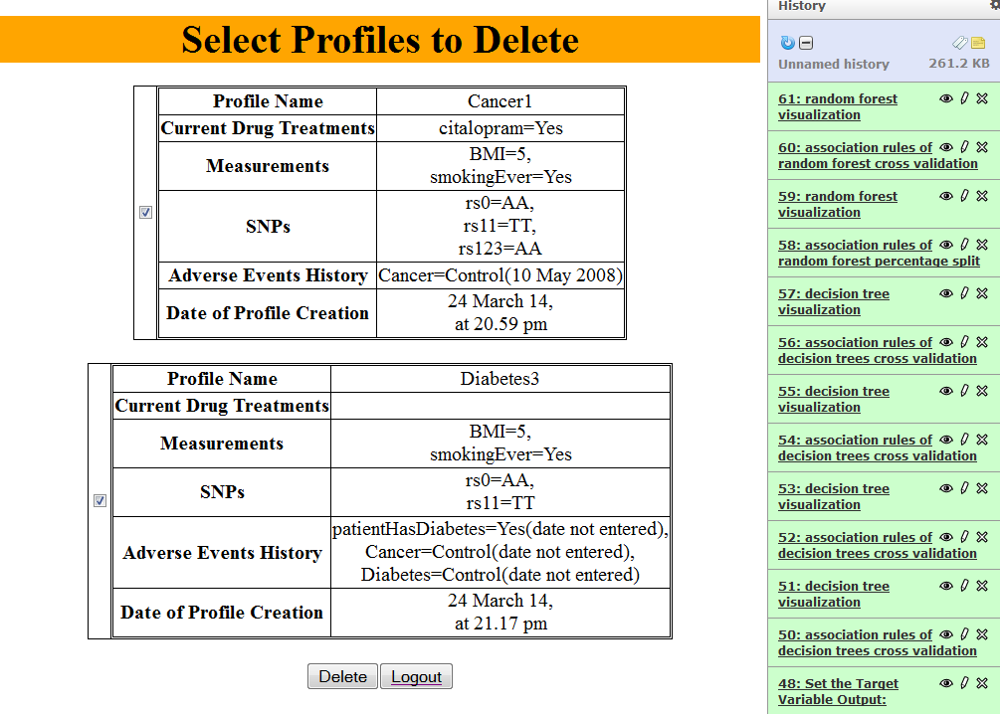 Select Profiles to Delete
Profile Name Cancer1
Current Drug Treatments citalopram=Yes
Measurements BMI=5,
smokingEver=Yes
SNPs rs0=AA,
rs11=TT,
rs123=AA
Adverse Events History Cancer=Control(10 May 2008)
Date of Profile Creation 24 March 14,
at 20.59 pm
Profile Name Diabetes3
Current Drug Treatments
Measurements BMI=5,
smokingEver=Yes
SNPs rs0=AA,
rs11=TT
Adverse Events History patientHasDiabetes=Yes(date not entered),
Cancer=Control(date not entered),
Diabetes=Control(date not entered)
Date of Profile Creation 24 March 14,
at 21.17 pm
Delete Logout
History
Unnamed history 261.2 KB
61: random forest
visualization
60: association rules of
random forest cross validation
59: random forest
visualization
58: association rules of
random forest percentage split
57: decision tree
visualization
56: association rules of
decision trees cross validation
55: decision tree
visualization
54: association rules of
decision trees cross validation
53: decision tree
visualization
52: association rules of
decision trees cross validation
51: decision tree
visualization
50: association rules of
decision trees cross validation
48: Set the Target
Variable Output: